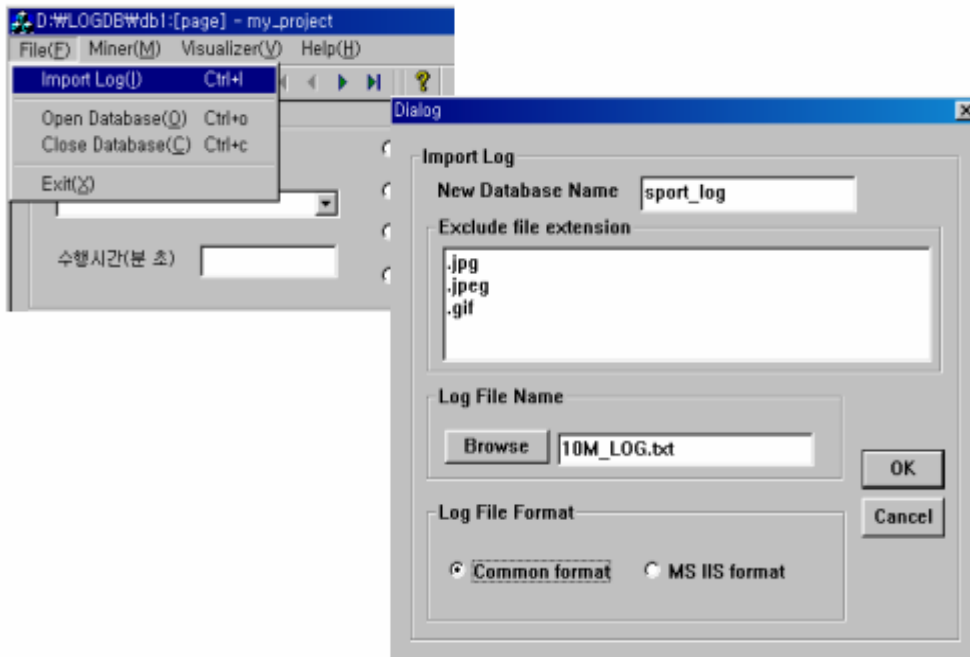 D:₩LOGDB₩db1:[page] - my_project
File(F) Miner(M) Visualizer(V) Help(H)
Import Log(I) Ctrl+I
Open Database(O) Ctrl+o
Close Database(C) Ctrl+c
Exit(X)
수행시간(분 초)
Dialog
Import Log
New Database Name sport_log
Exclude file extension
.jpg
.jpeg
.gif
Log File Name
Browse 10M_LOG.txt
OK
Log File Format
Cancel
Common format MS IIS format